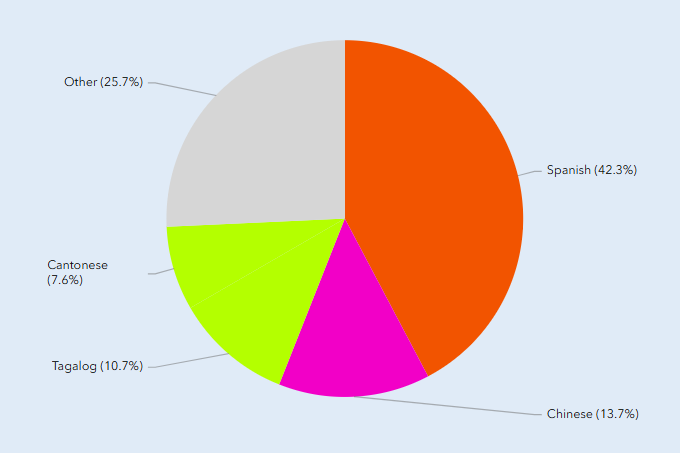 Other (25.7%)
Spanish (42.3%)
Cantonese
(7.6%)
Tagalog (10.7%)
Chinese (13.7%)